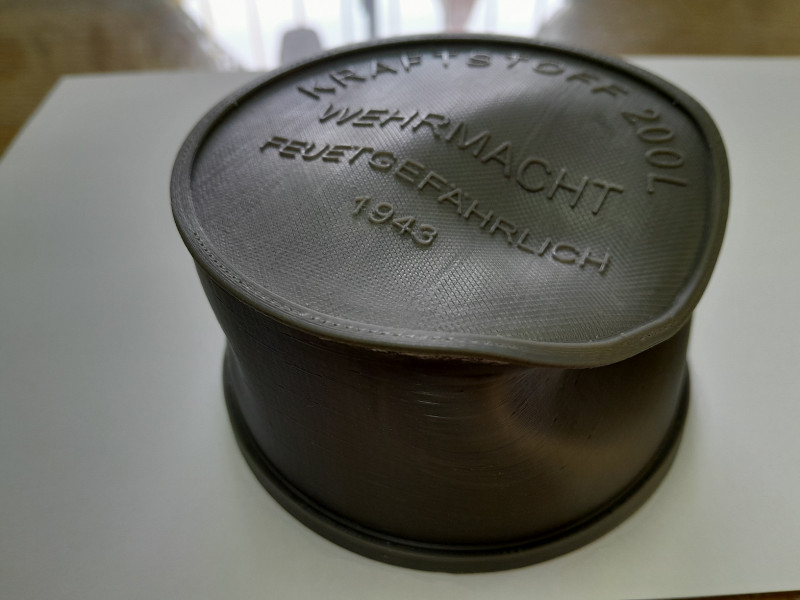 KRAFTSTOFF 200L
WEHRMACHT
FEUETGEFÄHRLICH
1943